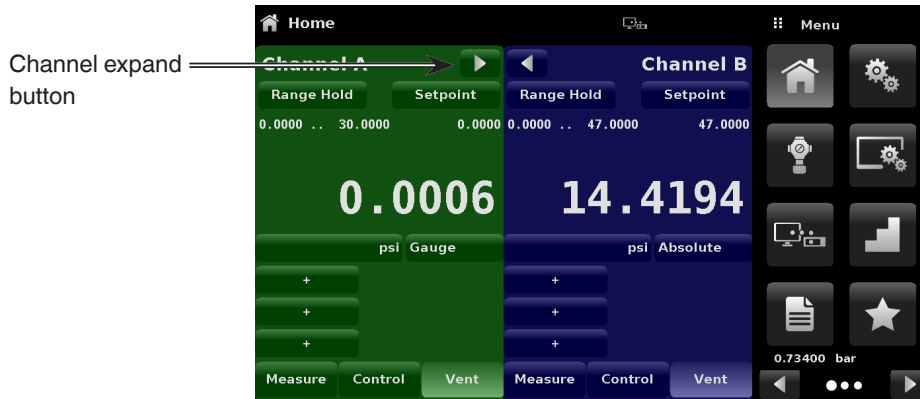 Channel expand
button
Home
Menu
Channel A
Channel B
Range Hold Setpoint Range Hold Setpoint
0.0000 .. 30.0000 0.0000 0.0000 .. 47.0000 47.0000
0.0006 14.4194
psi Gauge psi Absolute
+ +
+ +
+ +
0.73400 bar
Measure Control Vent Measure Control Vent